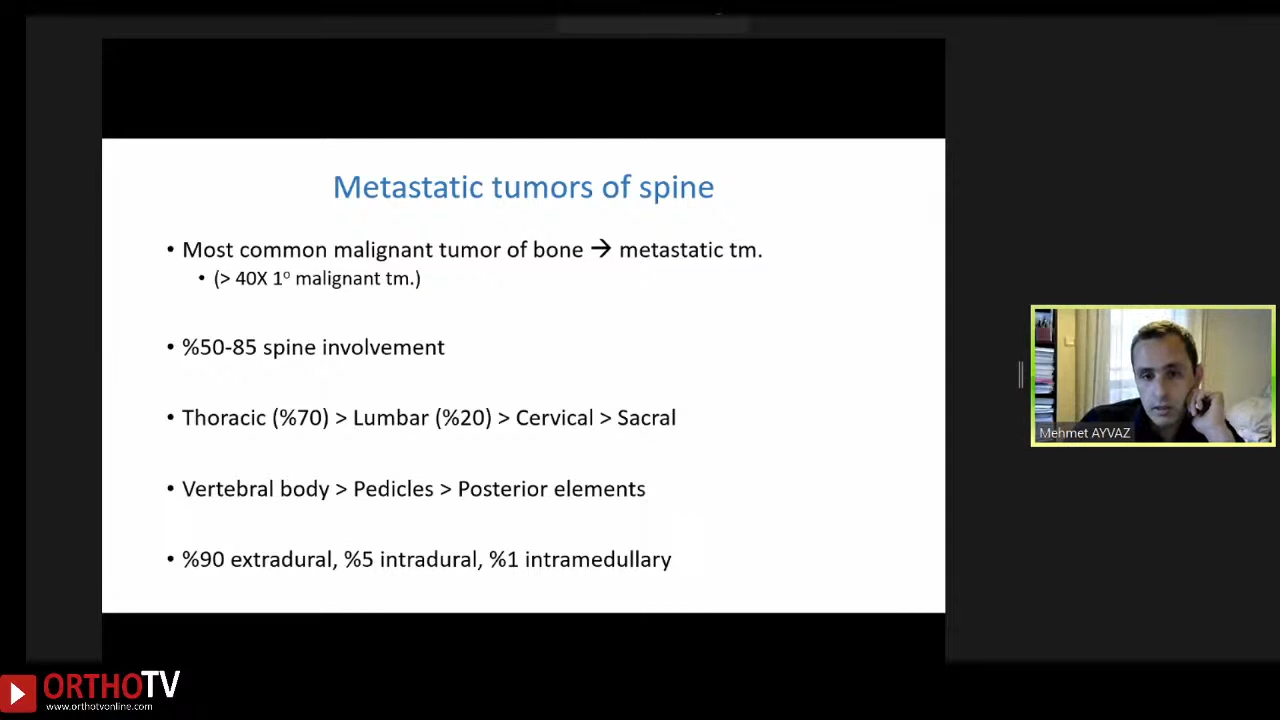 Metastatic tumors of spine
• Most common malignant tumor of bone → metastatic tm.
• (> 40X 1º malignant tm.)
• %50-85 spine involvement
• Thoracic (%70) > Lumbar (%20) > Cervical > Sacral
• Vertebral body > Pedicles > Posterior elements
• %90 extradural, %5 intradural, %1 intramedullary
Mehmet AYVAZ
ORTHOTV
www.orthotvonline.com